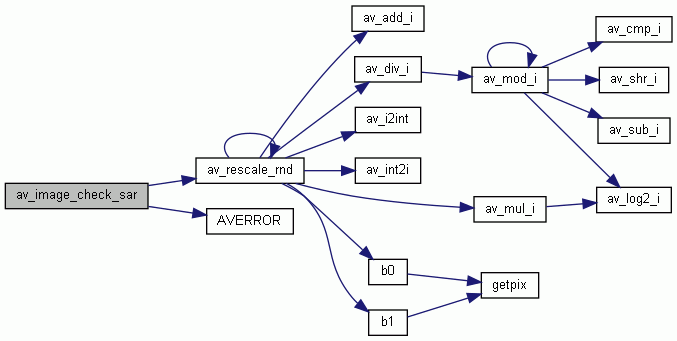 av_image_check_sar
av_rescale_rnd
AVERROR
av_add_i
av_div_i
av_i2int
av_int2i
av_mod_i
av_mul_i
b0
b1
getpix
av_cmp_i
av_shr_i
av_sub_i
av_log2_i